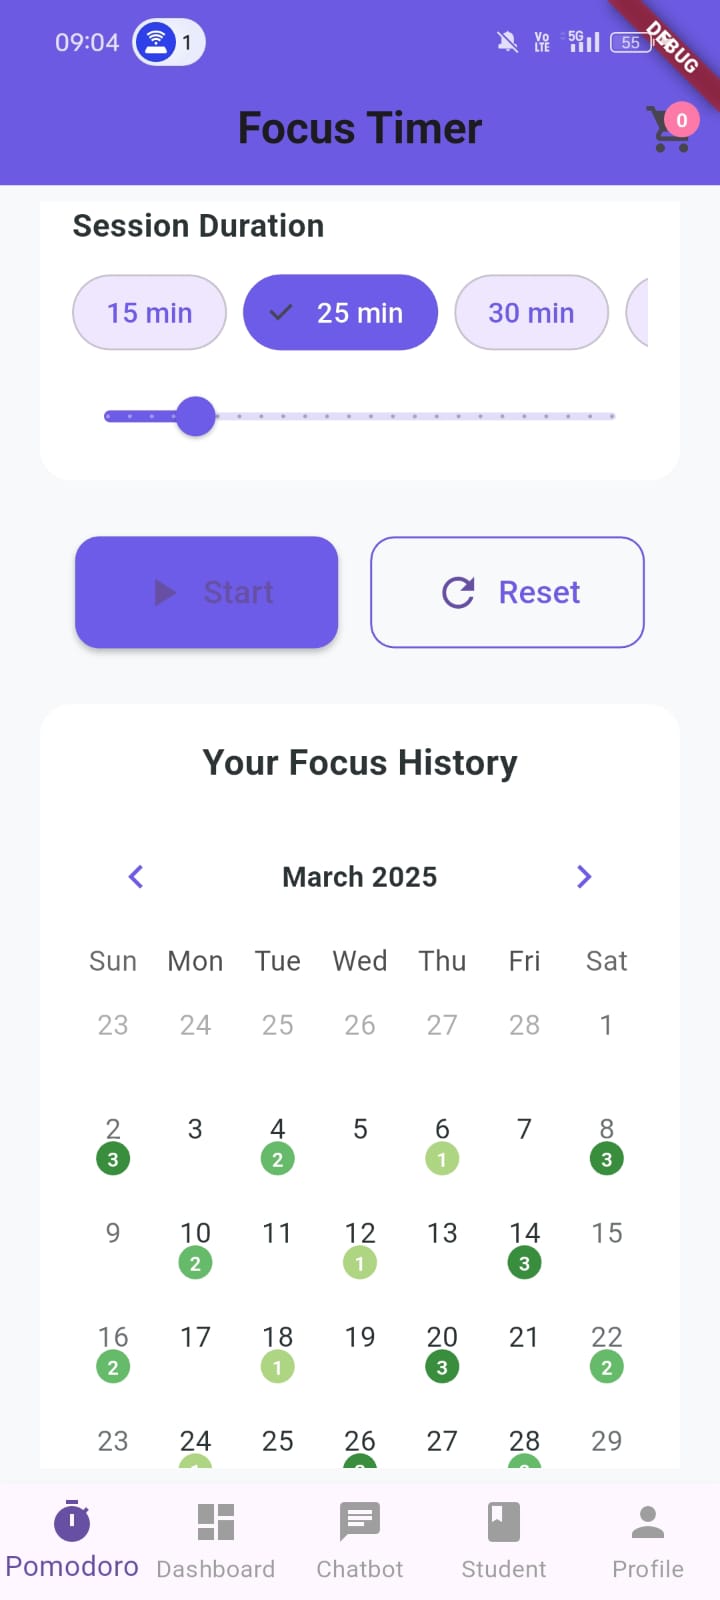 09:04 1 Vo LTE 5G 55 DEBUG
Focus Timer 0
Session Duration
15 min 25 min 30 min
Start Reset
Your Focus History
March 2025
Sun Mon Tue Wed Thu Fri Sat
23 24 25 26 27 28 1
2 3 4 5 6 7 8
3 2 1 3
9 10 11 12 13 14 15
2 1 3
16 17 18 19 20 21 22
2 1 3 2
23 24 25 26 27 28 29
Pomodoro Dashboard Chatbot Student Profile